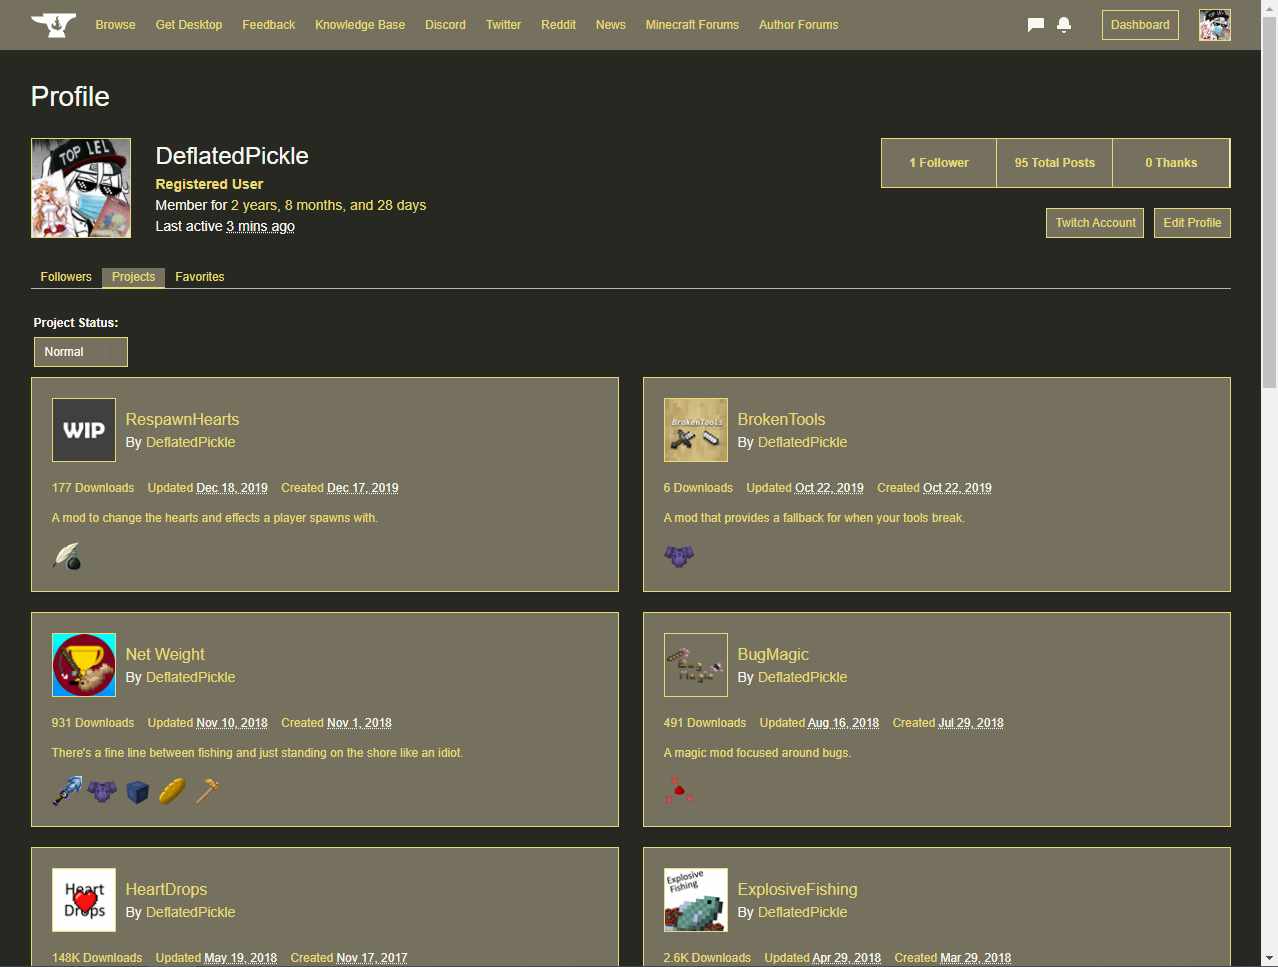 Browse Get Desktop Feedback Knowledge Base Discord Twitter Reddit News Minecraft Forums Author Forums Dashboard
Profile
TOP LEL
DeflatedPickle
Registered User
Member for 2 years, 8 months, and 28 days
Last active 3 mins ago
1 Follower 95 Total Posts 0 Thanks
Twitch Account Edit Profile
Followers Projects Favorites
Project Status:
Normal
WIP
RespawnHearts
By DeflatedPickle
177 Downloads Updated Dec 18, 2019 Created Dec 17, 2019
A mod to change the hearts and effects a player spawns with.
BrokenTools
BrokenTools
By DeflatedPickle
6 Downloads Updated Oct 22, 2019 Created Oct 22, 2019
A mod that provides a fallback for when your tools break.
Net Weight
By DeflatedPickle
931 Downloads Updated Nov 10, 2018 Created Nov 1, 2018
There's a fine line between fishing and just standing on the shore like an idiot.
BugMagic
By DeflatedPickle
491 Downloads Updated Aug 16, 2018 Created Jul 29, 2018
A magic mod focused around bugs.
Heart
Drops
HeartDrops
By DeflatedPickle
148K Downloads Updated May 19, 2018 Created Nov 17, 2017
Explosive
Fishing
ExplosiveFishing
By DeflatedPickle
2.6K Downloads Updated Apr 29, 2018 Created Mar 29, 2018